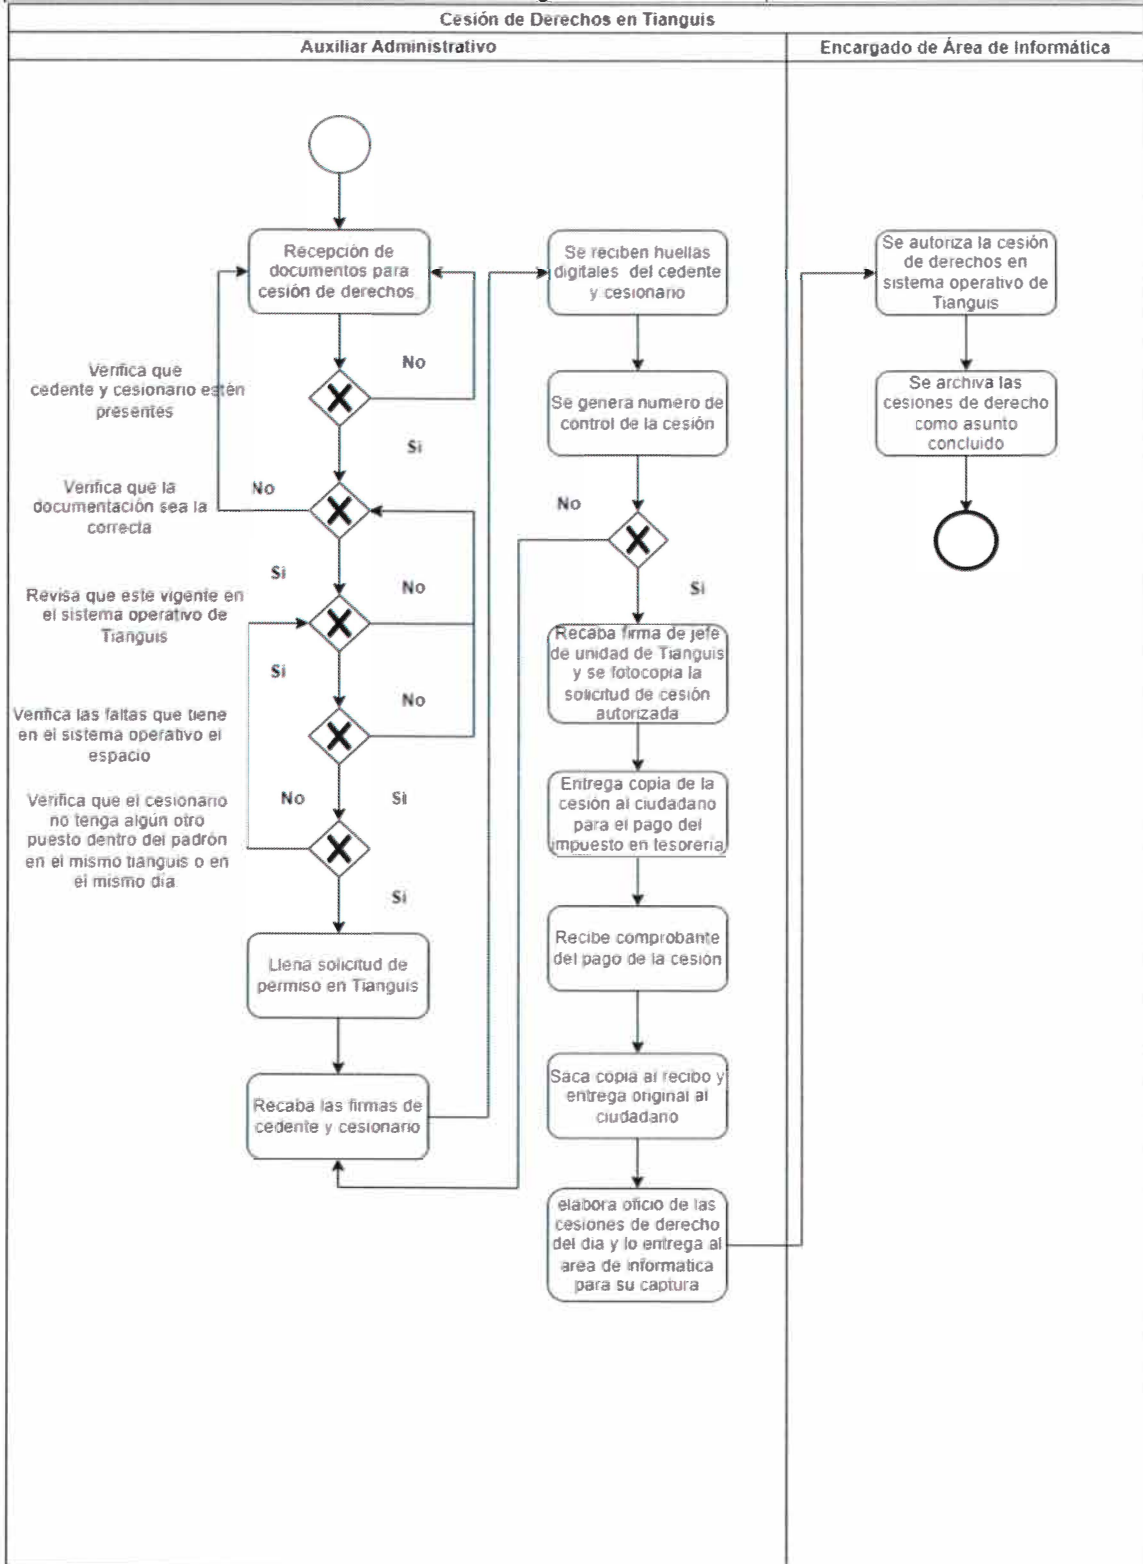 Cesión de Derechos en Tianguis
Auxiliar Administrativo
Encargado de Área de Informática
Recepción de
documentos para
cesión de derechos
Verifica que
cedente y cesionario estén
presentes
No
Si
Verifica que la
documentación sea la
correcta
No
Si
Revisa que este vigente en
el sistema operativo de
Tianguis
No
Si
Verifica las faltas que tiene
en el sistema operativo el
espacio
No
Si
Verifica que el cesionario
no tenga algún otro
puesto dentro del padrón
en el mismo tianguis o en
el mismo día
No
Si
Llena solicitud de
permiso en Tianguis
Recaba las firmas de
cedente y cesionario
Se reciben huellas
digitales del cedente
y cesionario
Se genera numero de
control de la cesión
No
Si
Recaba firma de jefe
de unidad de Tianguis
y se fotocopia la
solicitud de cesión
autorizada
Entrega copia de la
cesión al ciudadano
para el pago del
impuesto en tesorería
Recibe comprobante
del pago de la cesión
Saca copia al recibo y
entrega original al
ciudadano
elabora oficio de las
cesiones de derecho
del dia y lo entrega al
area de informatica
para su captura
Se autoriza la cesión
de derechos en
sistema operativo de
Tianguis
Se archiva las
cesiones de derecho
como asunto
concluido